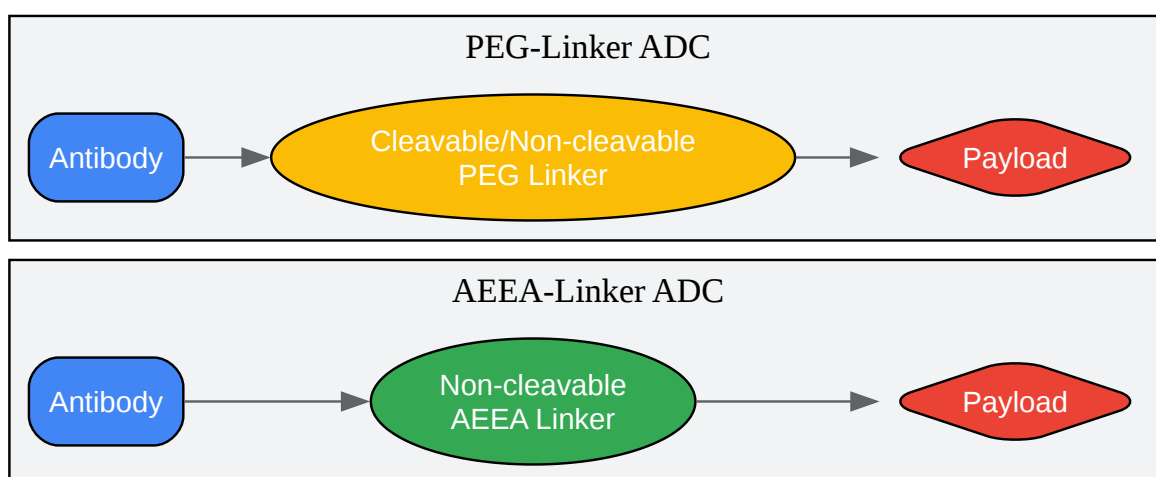 PEG-Linker ADC
Antibody
Cleavable/Non-cleavable
PEG Linker
Payload
AEEA-Linker ADC
Antibody
Non-cleavable
AEEA Linker
Payload